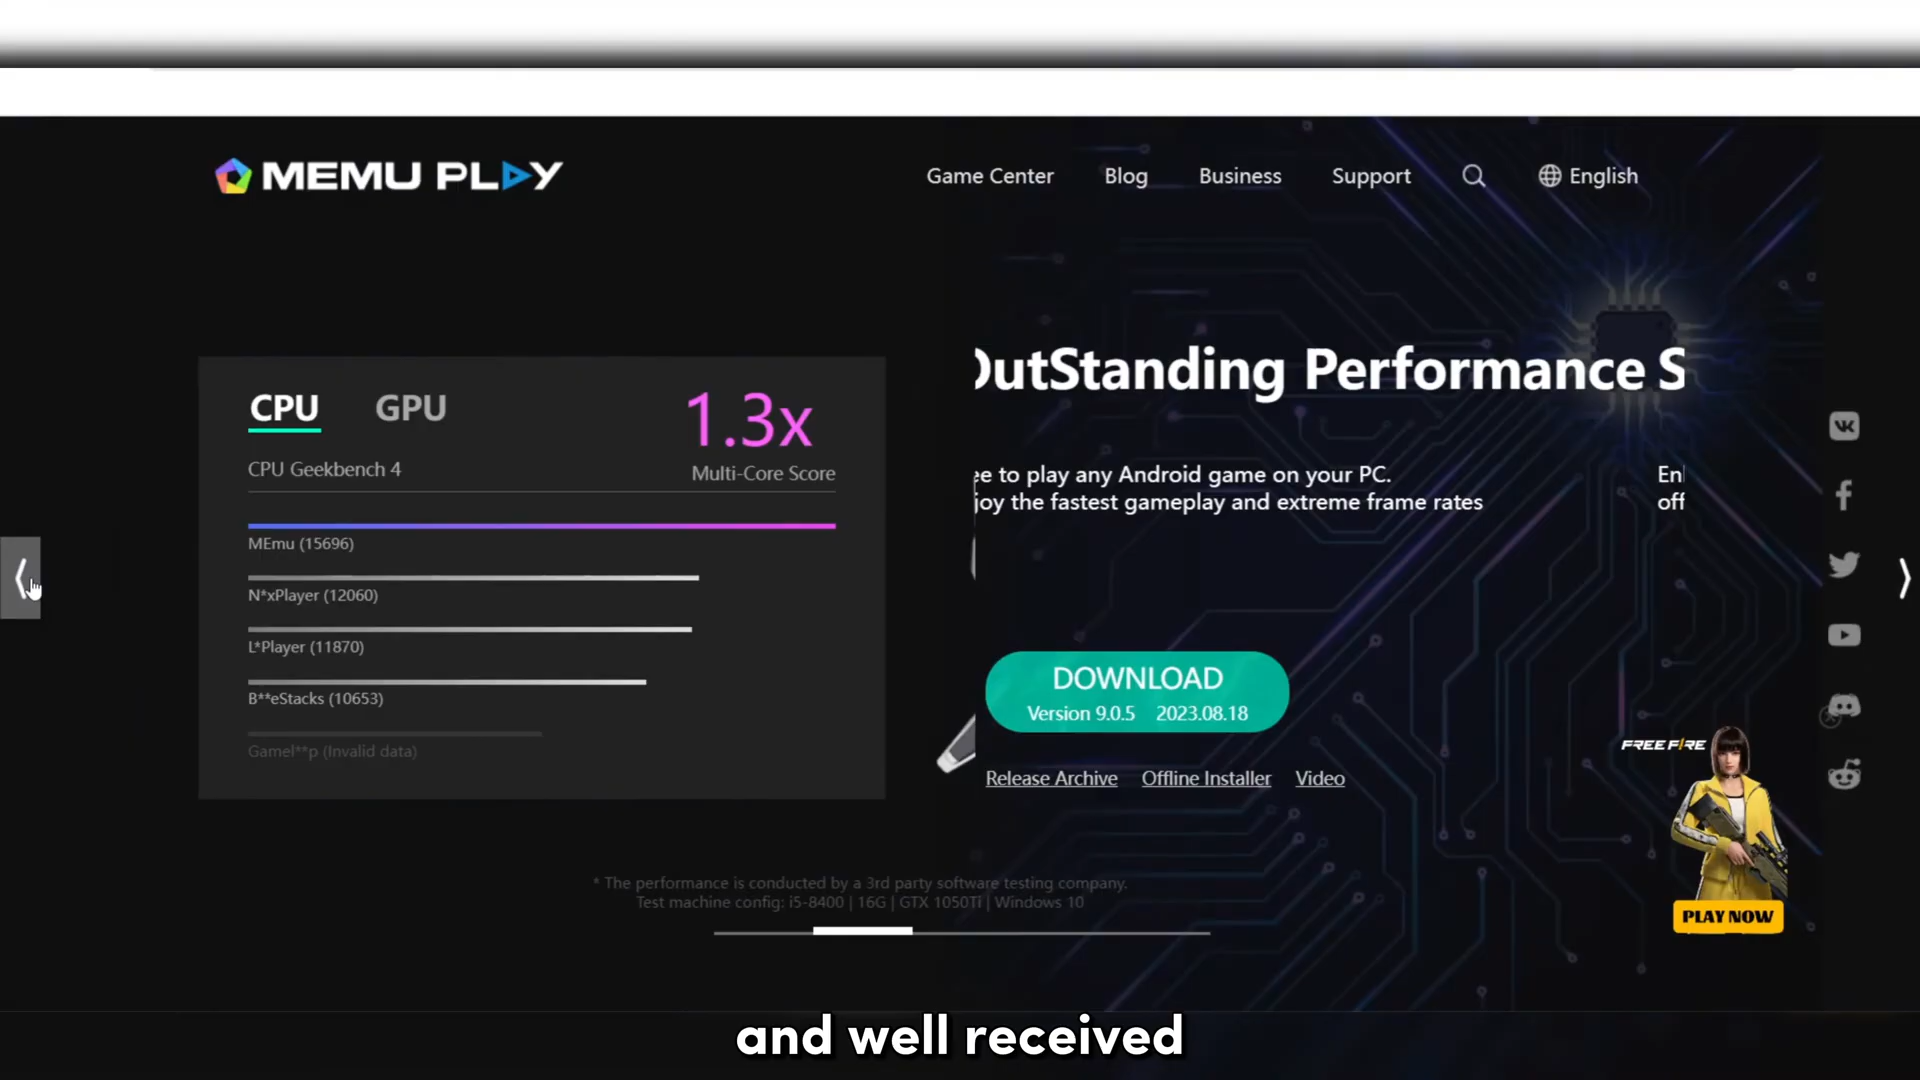 MEMU PLAY
Game Center
Blog
Business
Support
English
CPU
GPU
1.3x
CPU Geekbench 4
Multi-Core Score
MEmu (15696)
N*xPlayer (12060)
L*Player (11870)
B**eStacks (10653)
Gamel**p (Invalid data)
OutStanding Performance S
ee to play any Android game on your PC.
joy the fastest gameplay and extreme frame rates
En
off
DOWNLOAD
Version 9.0.5 2023.08.18
Release Archive
Offline Installer
Video
FREE FIRE
PLAY NOW
* The performance is conducted by a 3rd party software testing company.
Test machine config: i5-8400 | 16G | GTX 1050Ti | Windows 10
and well received